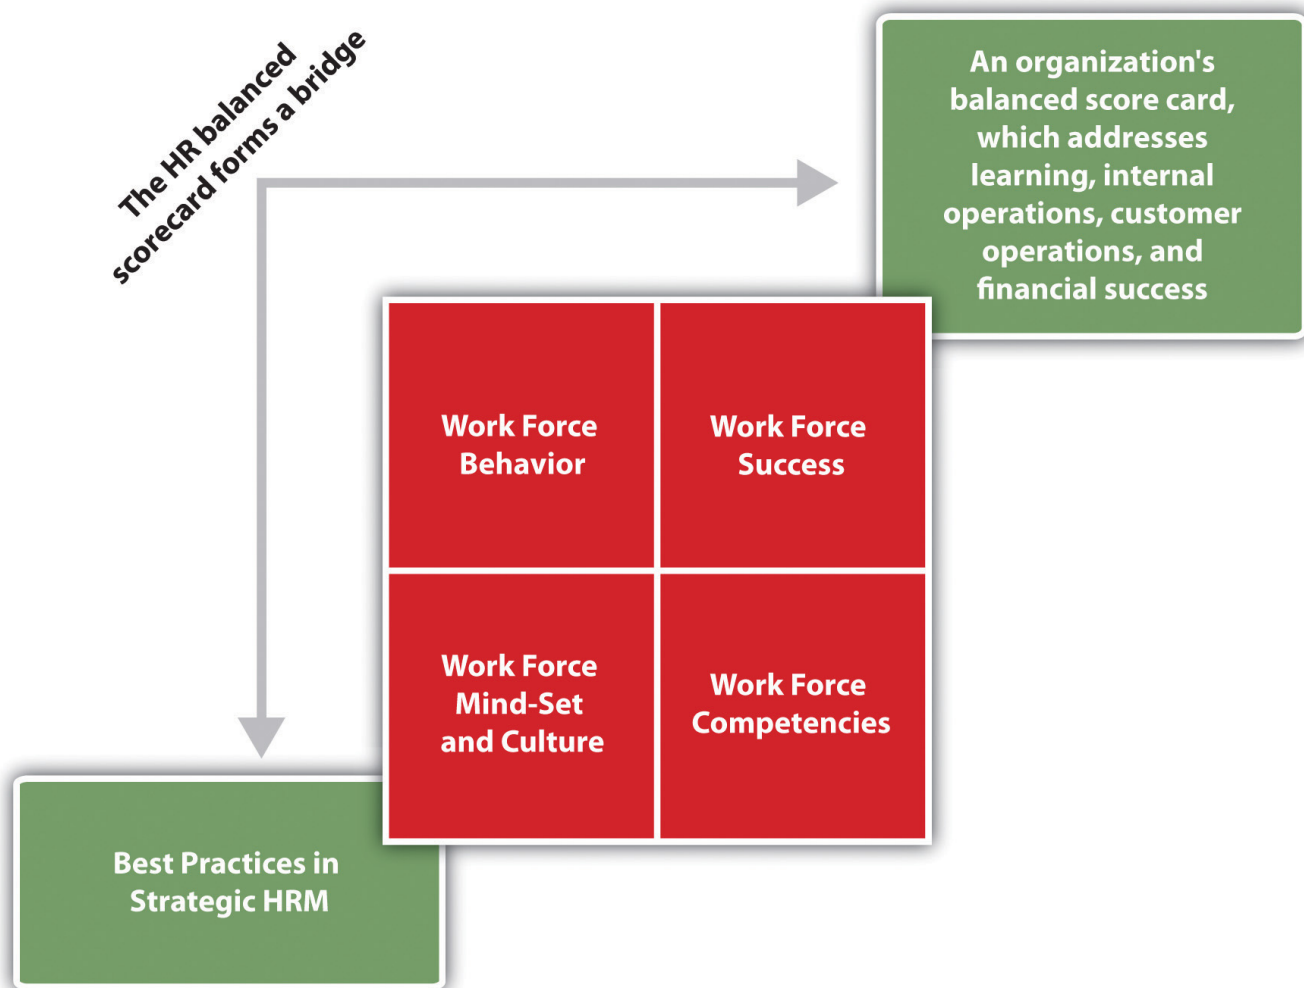 The HR balanced
scorecard forms a bridge
An organization's
balanced score card,
which addresses
learning, internal
operations, customer
operations, and
financial success
Work Force
Behavior
Work Force
Success
Work Force
Mind-Set
and Culture
Work Force
Competencies
Best Practices in
Strategic HRM